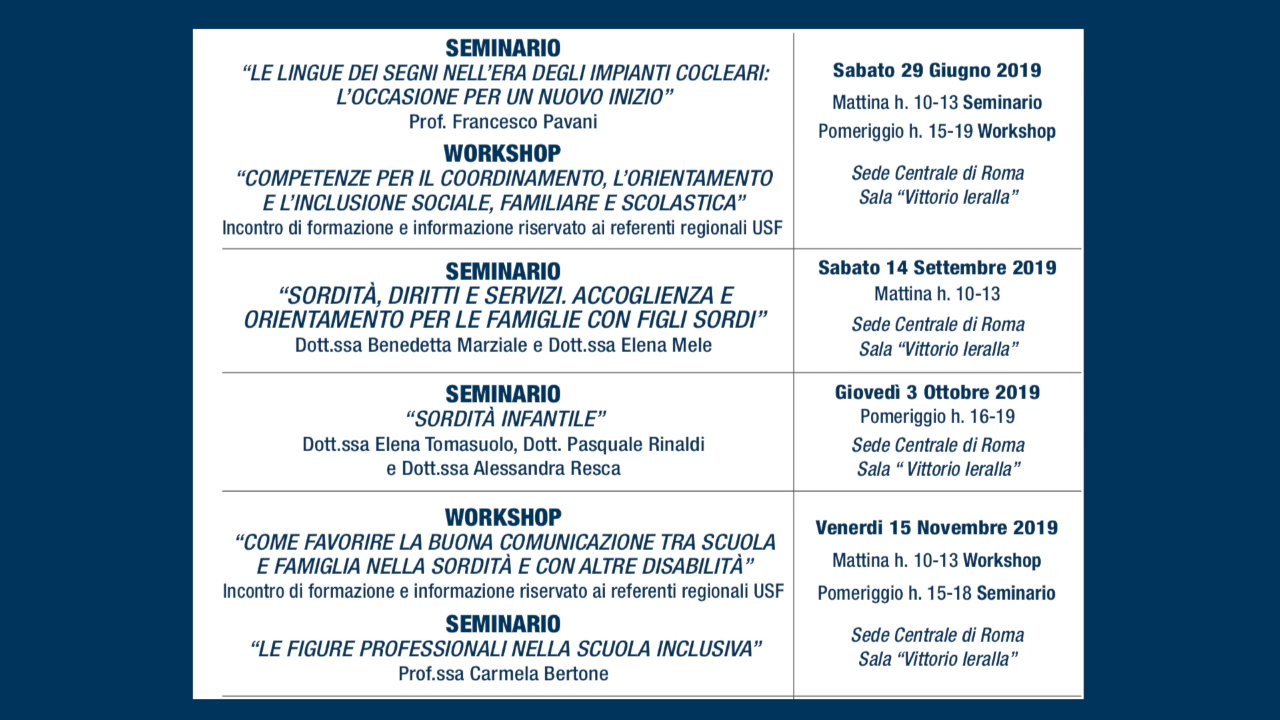 SEMINARIO
“LE LINGUE DEI SEGNI NELL’ERA DEGLI IMPIANTI COCLEARI:
L’OCCASIONE PER UN NUOVO INIZIO”
Prof. Francesco Pavani
WORKSHOP
“COMPETENZE PER IL COORDINAMENTO, L’ORIENTAMENTO
E L’INCLUSIONE SOCIALE, FAMILIARE E SCOLASTICA”
Incontro di formazione e informazione riservato ai referenti regionali USF
Sabato 29 Giugno 2019
Mattina h. 10-13 Seminario
Pomeriggio h. 15-19 Workshop
Sede Centrale di Roma
Sala “Vittorio Ieralla”
SEMINARIO
“SORDITÀ, DIRITTI E SERVIZI. ACCOGLIENZA E
ORIENTAMENTO PER LE FAMIGLIE CON FIGLI SORDI”
Dott.ssa Benedetta Marziale e Dott.ssa Elena Mele
Sabato 14 Settembre 2019
Mattina h. 10-13
Sede Centrale di Roma
Sala “Vittorio Ieralla”
SEMINARIO
“SORDITÀ INFANTILE”
Dott.ssa Elena Tomasuolo, Dott. Pasquale Rinaldi
e Dott.ssa Alessandra Resca
Giovedì 3 Ottobre 2019
Pomeriggio h. 16-19
Sede Centrale di Roma
Sala “ Vittorio Ieralla”
WORKSHOP
“COME FAVORIRE LA BUONA COMUNICAZIONE TRA SCUOLA
E FAMIGLIA NELLA SORDITÀ E CON ALTRE DISABILITÀ”
Incontro di formazione e informazione riservato ai referenti regionali USF
SEMINARIO
“LE FIGURE PROFESSIONALI NELLA SCUOLA INCLUSIVA”
Prof.ssa Carmela Bertone
Venerdi 15 Novembre 2019
Mattina h. 10-13 Workshop
Pomeriggio h. 15-18 Seminario
Sede Centrale di Roma
Sala “Vittorio Ieralla”